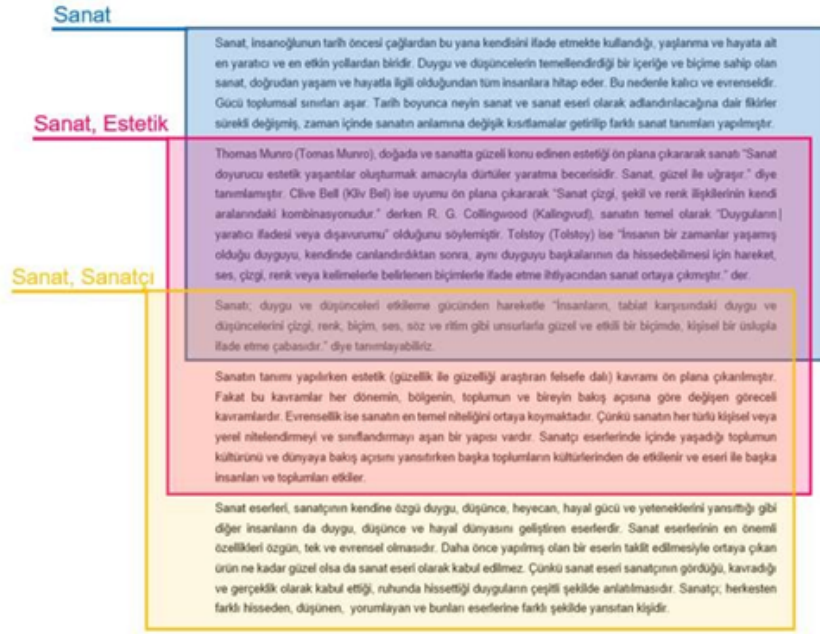 Sanat
Sanat, insanoğlunun tarih öncesi çağlardan bu yana kendisini ifade etmekte kullandığı, yaşlanma ve hayata ait
en yaratıcı ve en etkin yollardan biridir. Duygu ve düşüncelerin temellendirdiği bir içeriğe ve biçime sahip olan
sanat, doğrudan yaşam ve hayatla ilgili olduğundan tüm insanlara hitap eder. Bu nedenle kalıcı ve evrenseldir.
Gücü toplumsal sınırları aşar. Tarih boyunca neyin sanat ve sanat eseri olarak adlandırılacağına dair fikirler
sürekli değişmiş, zaman içinde sanatın anlamına değişik kısıtlamalar getirilip farklı sanat tanımları yapılmıştır.
Sanat, Estetik
Thomas Munro (Tomas Munro), doğada ve sanatta güzeli konu edinen estetiği ön plana çıkararak sanatı “Sanat
doyurucu estetik yaşantılar oluşturmak amacıyla dürtüler yaratma becerisidir. Sanat, güzel ile uğraşır.” diye
tanımlamıştır. Clive Bell (Kliv Bel) ise uyumu ön plana çıkararak “Sanat çizgi, şekil ve renk ilişkilerinin kendi
aralarındaki kombinasyonudur.” derken R. G. Collingwood (Kalingvud), sanatın temel olarak “Duyguların
yaratıcı ifadesi veya dışavurumu” olduğunu söylemiştir. Tolstoy (Tolstoy) ise “İnsanın bir zamanlar yaşamış
olduğu duyguyu, kendinde canlandırdıktan sonra, aynı duyguyu başkalarının da hissedebilmesi için hareket,
ses, çizgi, renk veya kelimelerle belirlenen biçimlerle ifade etme ihtiyacından sanat ortaya çıkmıştır.” der.
Sanat, Sanatçı
Sanatı; duygu ve düşünceleri etkileme gücünden hareketle “İnsanların, tabiat karşısındaki duygu ve
düşüncelerini çizgi, renk, biçim, ses, söz ve ritim gibi unsurlarla güzel ve etkili bir biçimde, kişisel bir üslupla
ifade etme çabasıdır.” diye tanımlayabiliriz.
Sanatın tanımı yapılırken estetik (güzellik ile güzelliği araştıran felsefe dalı) kavramı ön plana çıkarılmıştır.
Fakat bu kavramlar her dönemin, bölgenin, toplumun ve bireyin bakış açısına göre değişen göreceli
kavramlardır. Evrensellik ise sanatın en temel niteliğini ortaya koymaktadır. Çünkü sanatın her türlü kişisel veya
yerel nitelendirmeyi ve sınıflandırmayı aşan bir yapısı vardır. Sanatçı eserlerinde içinde yaşadığı toplumun
kültürünü ve dünyaya bakış açısını yansıtırken başka toplumların kültürlerinden de etkilenir ve eseri ile başka
insanları ve toplumları etkiler.
Sanat eserleri, sanatçının kendine özgü duygu, düşünce, heyecan, hayal gücü ve yeteneklerini yansıttığı gibi
diğer insanların da duygu, düşünce ve hayal dünyasını geliştiren eserlerdir. Sanat eserlerinin en önemli
özellikleri özgün, tek ve evrensel olmasıdır. Daha önce yapılmış olan bir eserin taklit edilmesiyle ortaya çıkan
ürün ne kadar güzel olsa da sanat eseri olarak kabul edilmez. Çünkü sanat eseri sanatçının gördüğü, kavradığı
ve gerçeklik olarak kabul ettiği, ruhunda hissettiği duyguların çeşitli şekilde anlatılmasıdır. Sanatçı; herkesten
farklı hisseden, düşünen, yorumlayan ve bunları eserlerine farklı şekilde yansıtan kişidir.